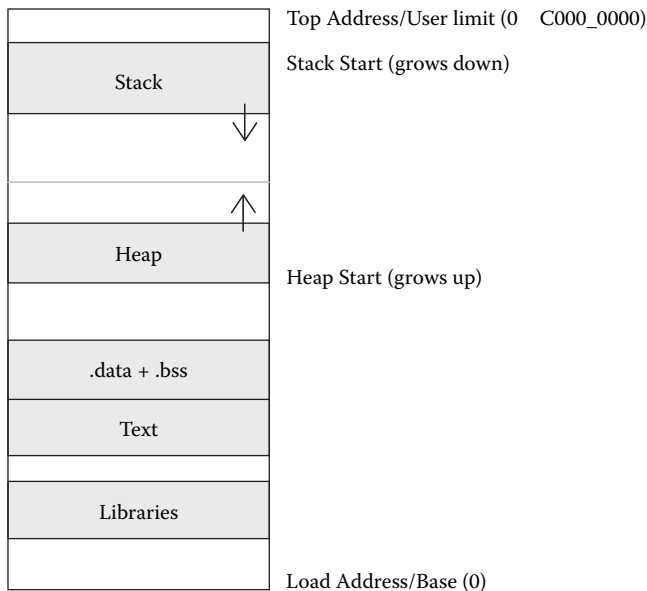 Top Address/User limit (0 C000_0000)
Stack Start (grows down)
Stack
Heap
Heap Start (grows up)
.data + .bss
Text
Libraries
Load Address/Base (0)